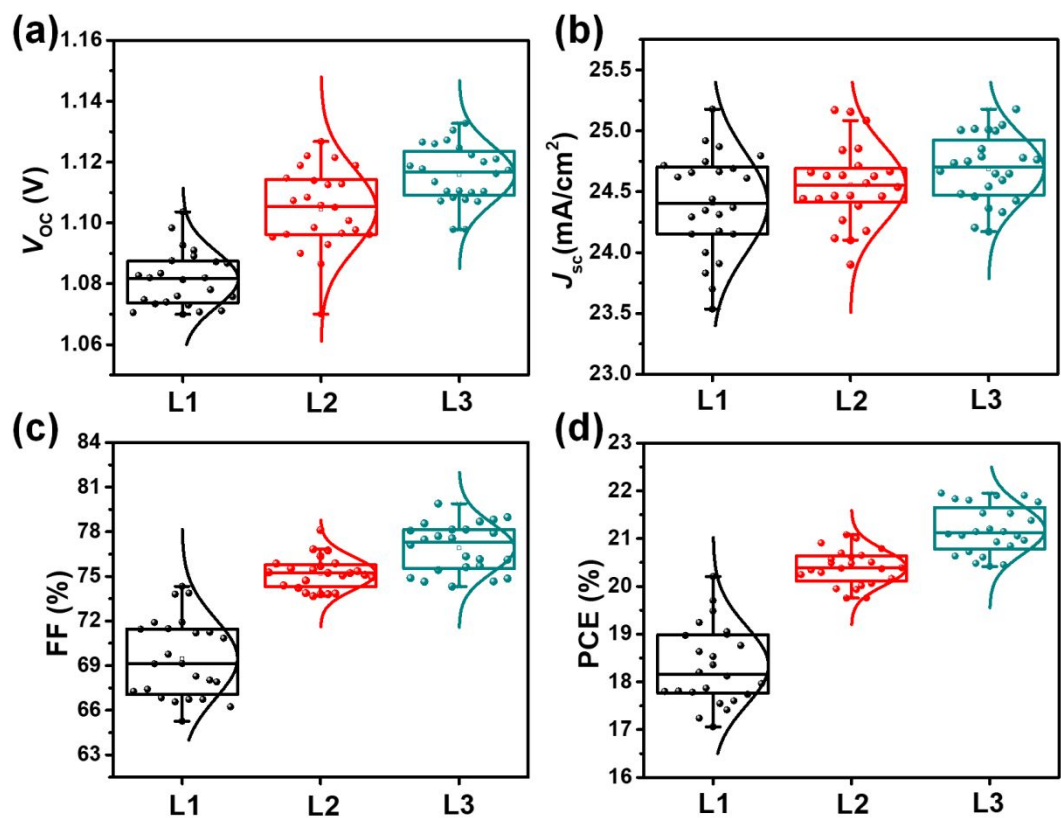 (a)
1.16
1.14
1.12
1.10
1.08
1.06
V_OC (V)
L1 L2 L3
(b)
25.5
25.0
24.5
24.0
23.5
23.0
J_sc (mA/cm²)
L1 L2 L3
(c)
84
81
78
75
72
69
66
63
FF (%)
L1 L2 L3
(d)
23
22
21
20
19
18
17
16
PCE (%)
L1 L2 L3